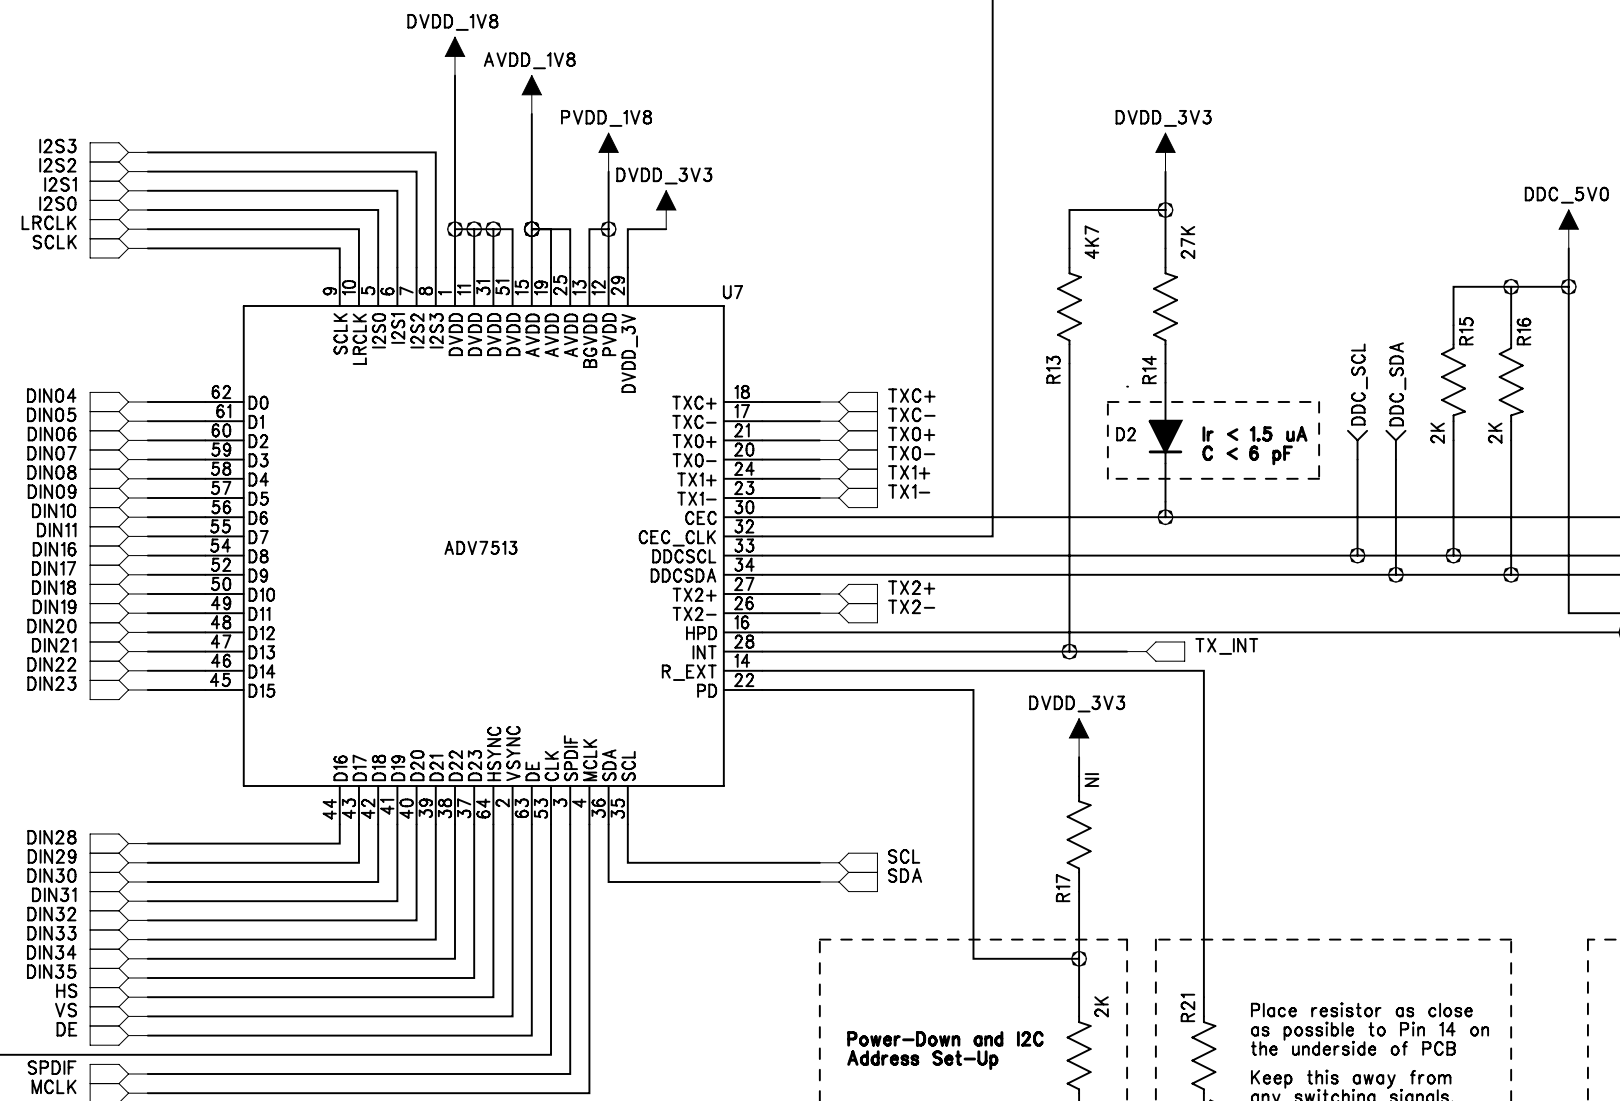 DVDD_1V8
AVDD_1V8
PVDD_1V8
DVDD_3V3
DVDD_3V3
DDC_5V0
I2S3
I2S2
I2S1
I2S0
LRCLK
SCLK
9
10
5
6
7
8
1
11
31
51
15
19
25
13
12
29
U7
SCLK
LRCLK
I2S0
I2S1
I2S2
I2S3
DVDD
DVDD
DVDD
DVDD
AVDD
AVDD
AVDD
BGVDD
PVDD
DVDD_3V
4K7
27K
R13
R14
D2
Ir < 1.5 uA
C < 6 pF
DDC_SCL
DDC_SDA
R15
R16
2K
2K
DIN04 62 D0
DIN05 61 D1
DIN06 60 D2
DIN07 59 D3
DIN08 58 D4
DIN09 57 D5
DIN10 56 D6
DIN11 55 D7
DIN16 54 D8
DIN17 52 D9
DIN18 50 D10
DIN19 49 D11
DIN20 48 D12
DIN21 47 D13
DIN22 46 D14
DIN23 45 D15
ADV7513
TXC+ 18 TXC+
TXC- 17 TXC-
TX0+ 21 TX0+
TX0- 20 TX0-
TX1+ 24 TX1+
TX1- 23 TX1-
CEC 30
CEC_CLK 32
DDCSCL 33
DDCSDA 34
TX2+ 27 TX2+
TX2- 26 TX2-
HPD 16
INT 28 TX_INT
R_EXT 14
PD 22
D16
D17
D18
D19
D20
D21
D22
D23
HSYNC
VSYNC
DE
CLK
SPDIF
MCLK
SDA
SCL
44
43
42
41
40
39
38
37
64
2
63
53
3
4
36
35
DIN28
DIN29
DIN30
DIN31
DIN32
DIN33
DIN34
DIN35
HS
VS
DE
SPDIF
MCLK
SCL
SDA
DVDD_3V3
NI
R17
2K
Power-Down and I2C
Address Set-Up
R21
Place resistor as close
as possible to Pin 14 on
the underside of PCB
Keep this away from
any switching signals.